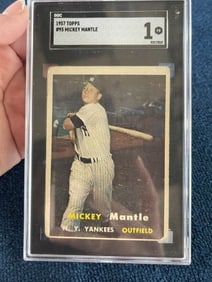 1957 TOPPS
#95 MICKEY MANTLE
SGC
1
MICKEY Mantle
N. Y. YANKEES OUTFIELD